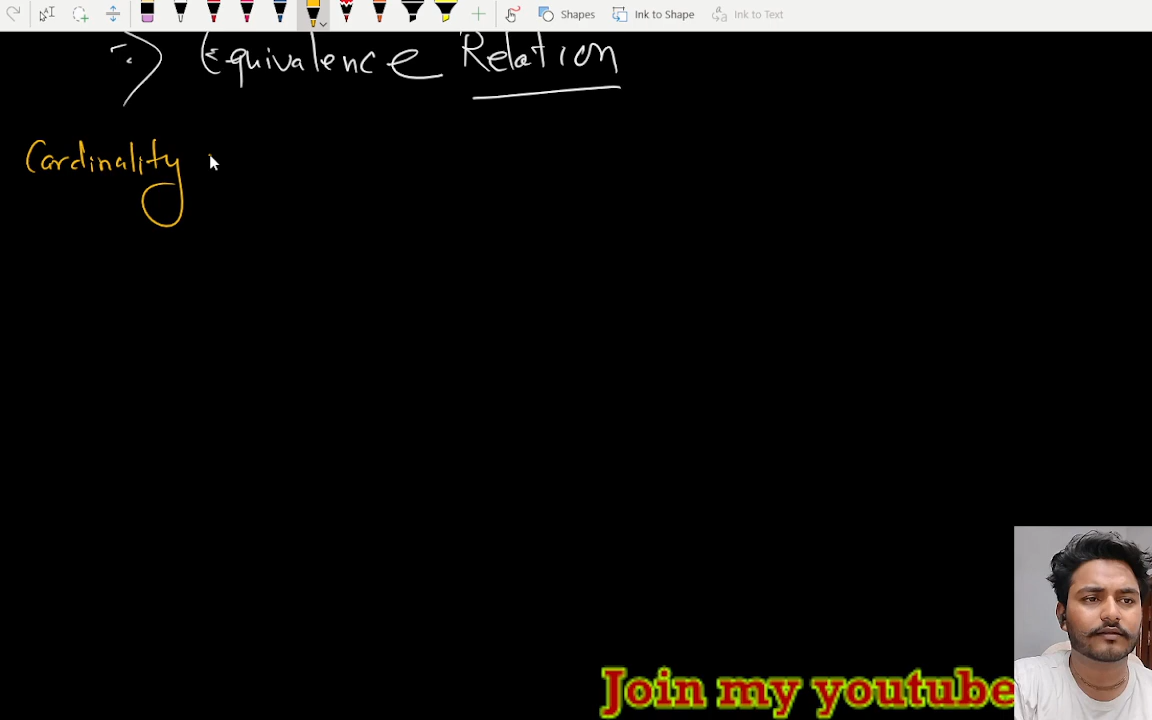 Shapes Ink to Shape Ink to Text
⇒ Equivalence Relation
Cardinality
Join my youtube